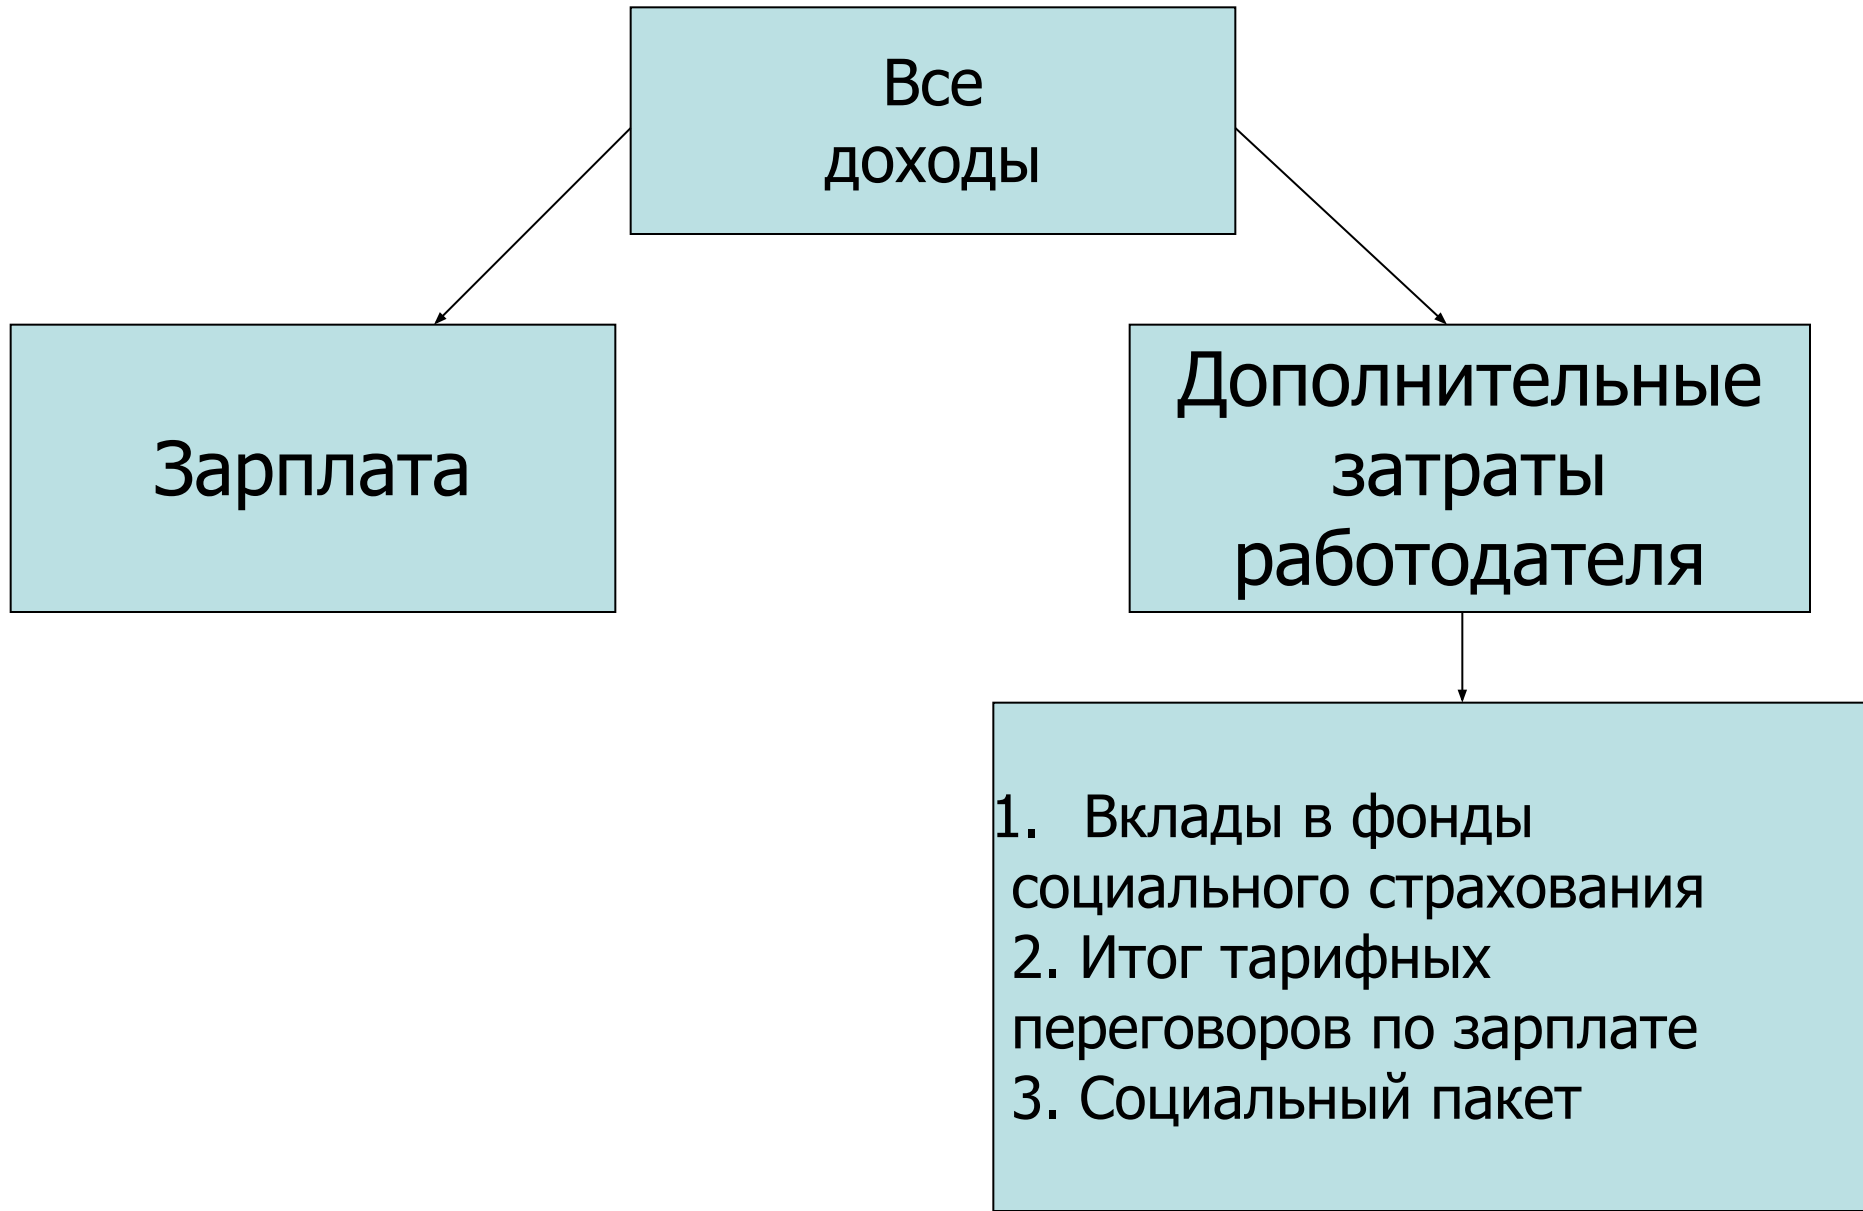 Все
доходы
Зарплата
Дополнительные
затраты
работодателя
1. Вклады в фонды
социального страхования
2. Итог тарифных
переговоров по зарплате
3. Социальный пакет